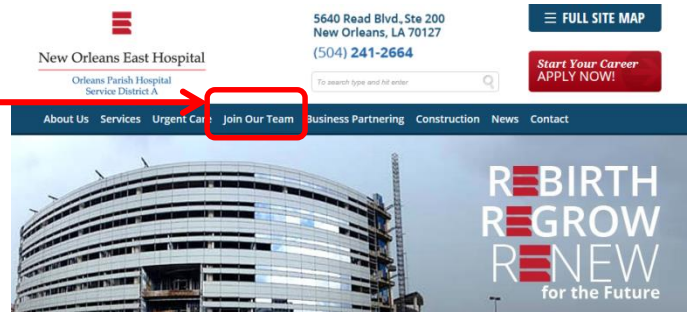 5640 Read Blvd., Ste 200
New Orleans, LA 70127
(504) 241-2664
☰ FULL SITE MAP
New Orleans East Hospital
Orleans Parish Hospital
Service District A
To search type and hit enter
Start Your Career
APPLY NOW!
About Us Services Urgent Care Join Our Team Business Partnering Construction News Contact
REBIRTH
REGROW
RENEW
for the Future